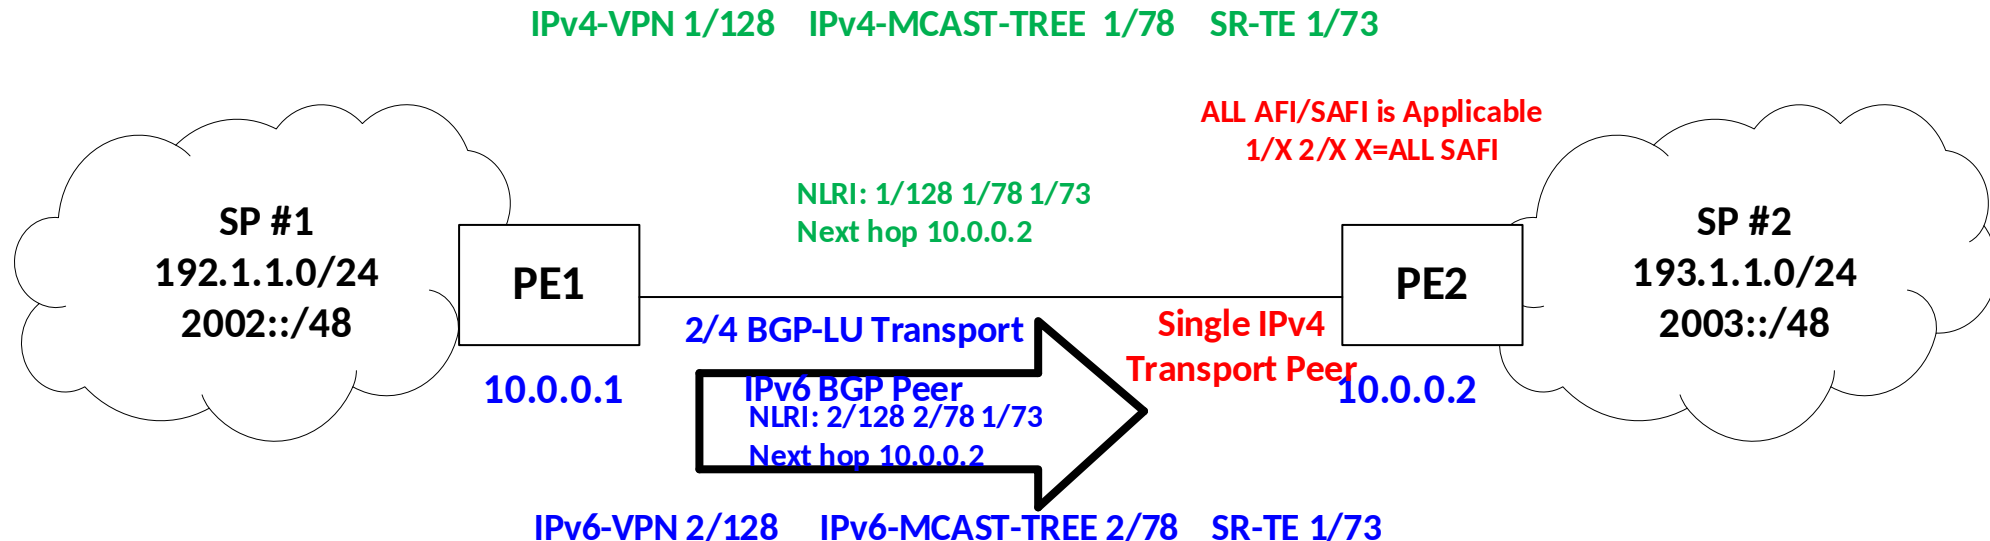 IPv4-VPN 1/128 IPv4-MCAST-TREE 1/78 SR-TE 1/73
ALL AFI/SAFI is Applicable
1/X 2/X X=ALL SAFI
NLRI: 1/128 1/78 1/73
Next hop 10.0.0.2
SP #1
192.1.1.0/24
2002::/48
PE1
PE2
SP #2
193.1.1.0/24
2003::/48
2/4 BGP-LU Transport
Single IPv4
Transport Peer
10.0.0.1
IPv6 BGP Peer
10.0.0.2
NLRI: 2/128 2/78 1/73
Next hop 10.0.0.2
IPv6-VPN 2/128 IPv6-MCAST-TREE 2/78 SR-TE 1/73